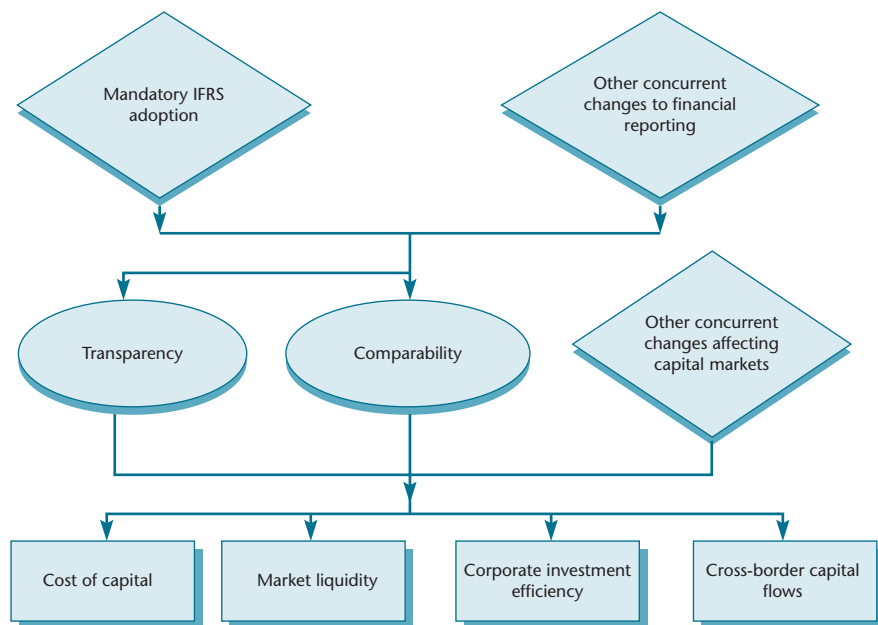 Mandatory IFRS
adoption
Other concurrent
changes to financial
reporting
Transparency
Comparability
Other concurrent
changes affecting
capital markets
Cost of capital
Market liquidity
Corporate investment
efficiency
Cross-border capital
flows